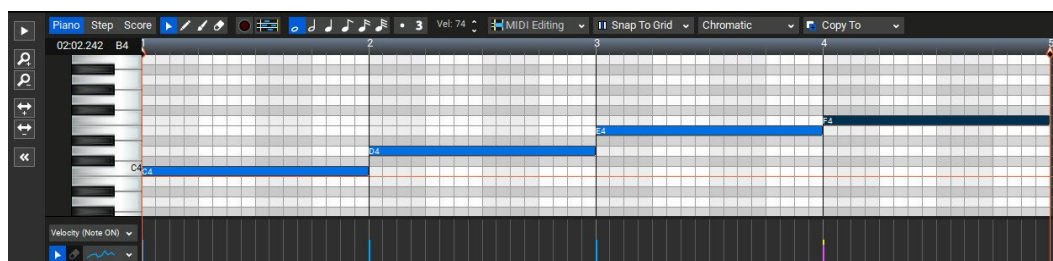 Piano Step Score 3 Vel: 74 MIDI Editing Snap To Grid Chromatic Copy To
02:02.242 B4 1 2 3 4 5
F4
E4
D4
C4 C4
Velocity (Note ON)